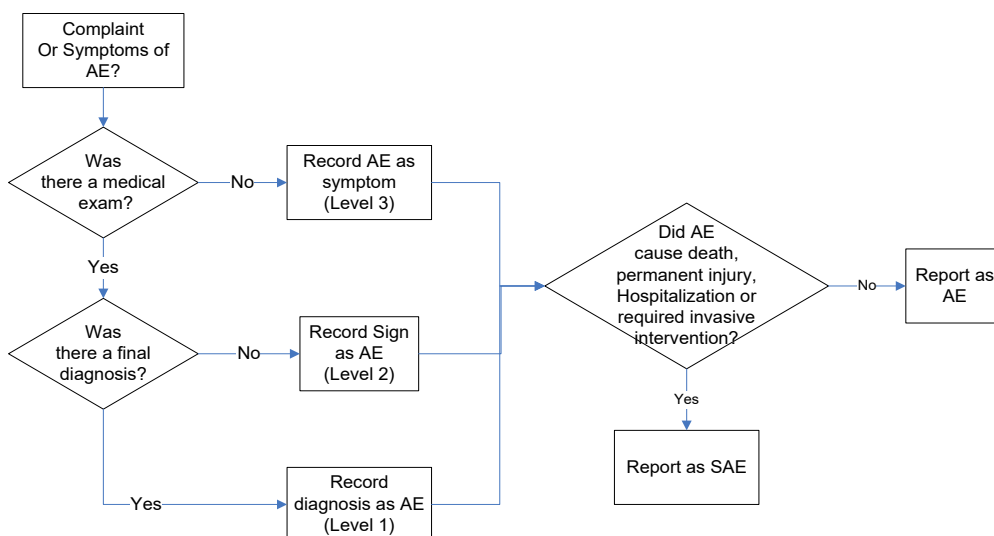 Complaint
Or Symptoms of
AE?
Was
there a medical
exam?
No
Record AE as
symptom
(Level 3)
Yes
Was
there a final
diagnosis?
No
Record Sign
as AE
(Level 2)
Yes
Record
diagnosis as AE
(Level 1)
Did AE
cause death,
permanent injury,
Hospitalization or
required invasive
intervention?
No
Report as
AE
Yes
Report as SAE